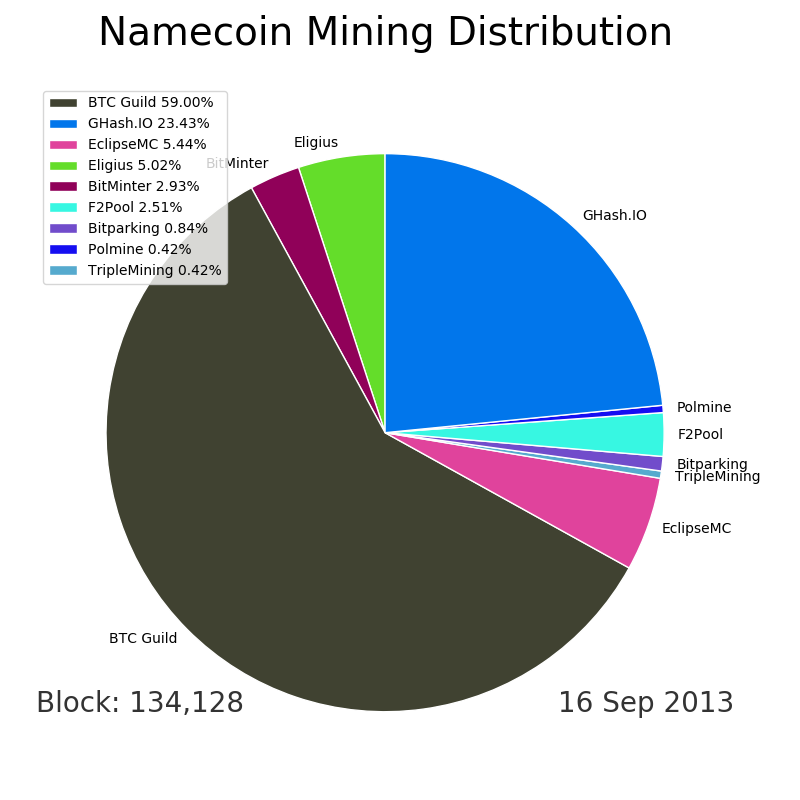 Namecoin Mining Distribution
BTC Guild 59.00%
GHash.IO 23.43%
EclipseMC 5.44%
Eligius 5.02%
BitMinter 2.93%
F2Pool 2.51%
Bitparking 0.84%
Polmine 0.42%
TripleMining 0.42%
Eligius
BitMinter
GHash.IO
Polmine
F2Pool
Bitparking
TripleMining
EclipseMC
BTC Guild
Block: 134,128
16 Sep 2013